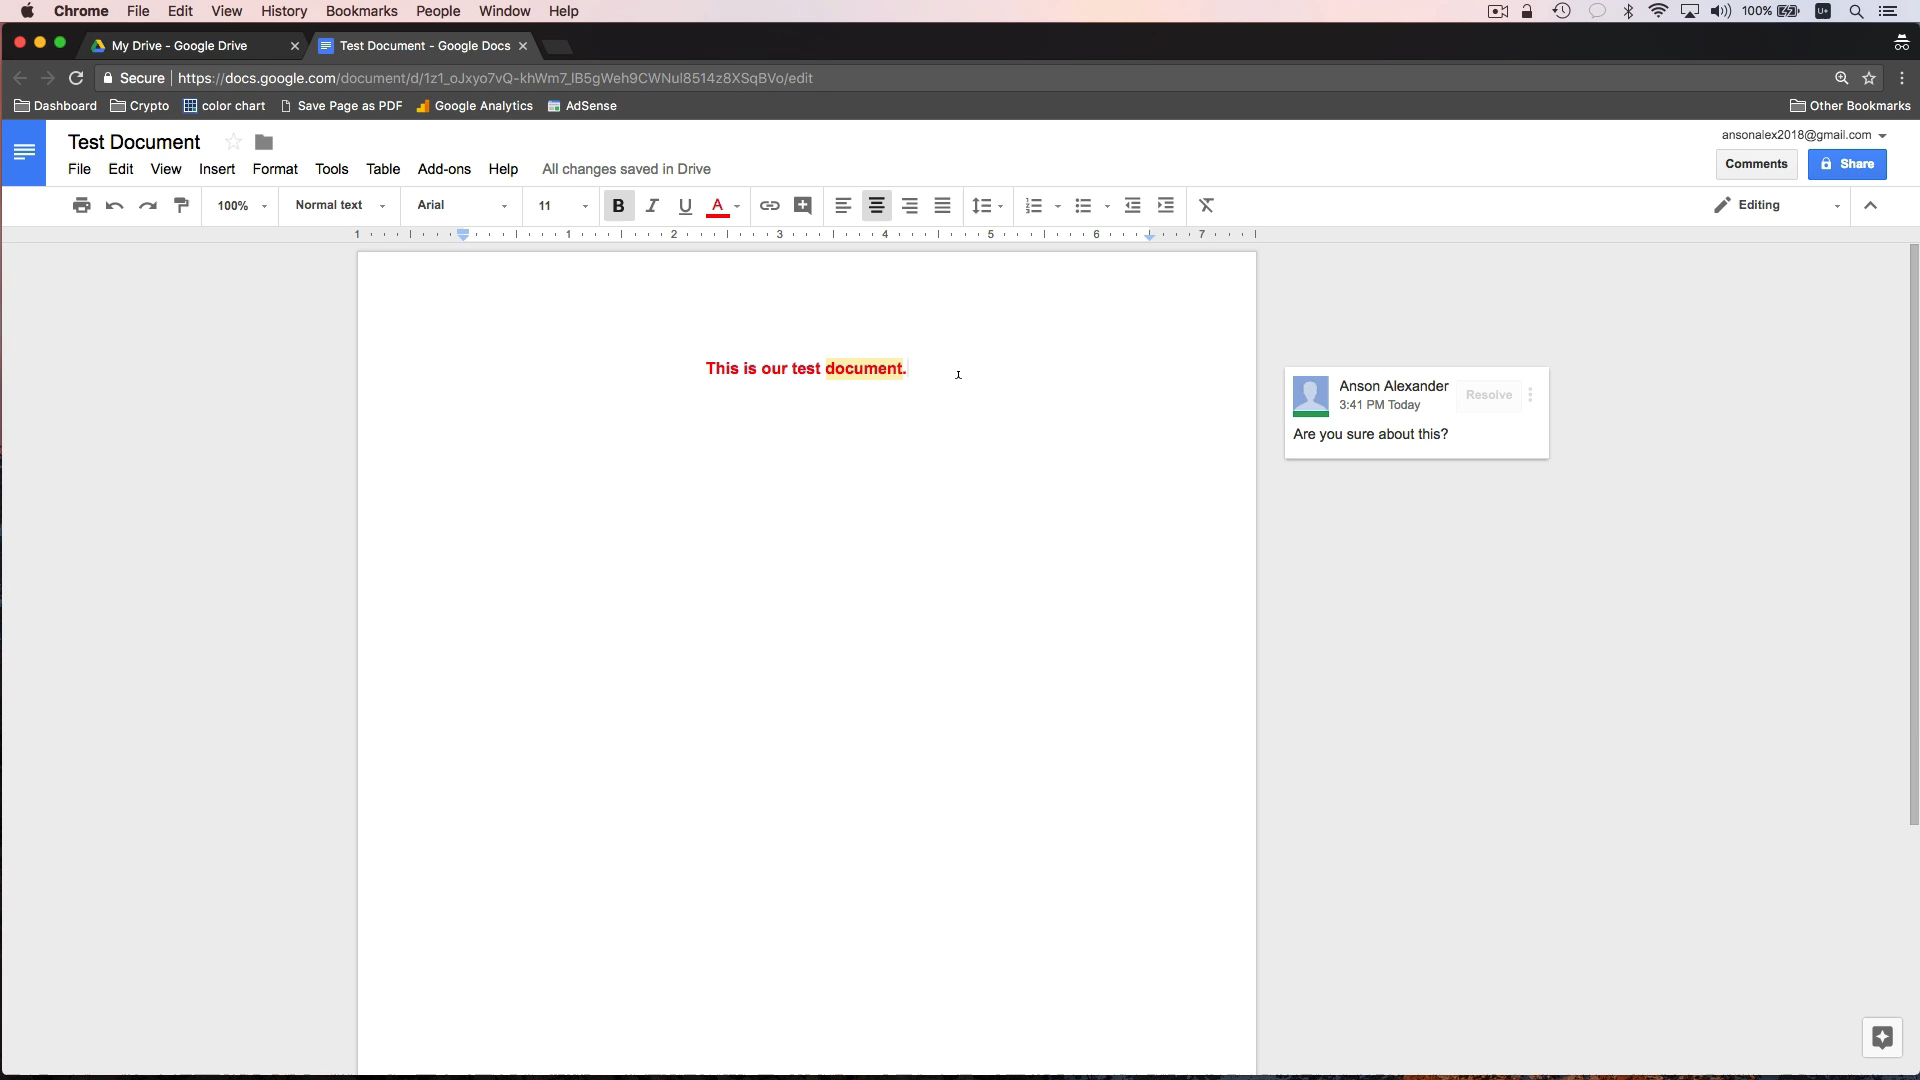 Chrome File Edit View History Bookmarks People Window Help 100% U+
My Drive - Google Drive Test Document - Google Docs
Secure https://docs.google.com/document/d/1z1_oJxyo7vQ-khWm7_IB5gWeh9CWNul8514z8XSqBVo/edit
Dashboard Crypto color chart Save Page as PDF Google Analytics AdSense Other Bookmarks
Test Document ansonalex2018@gmail.com
File Edit View Insert Format Tools Table Add-ons Help All changes saved in Drive Comments Share
100% Normal text Arial 11 B I U A Editing
1 1 2 3 4 5 6 7
This is our test document.
Anson Alexander
3:41 PM Today
Resolve
Are you sure about this?